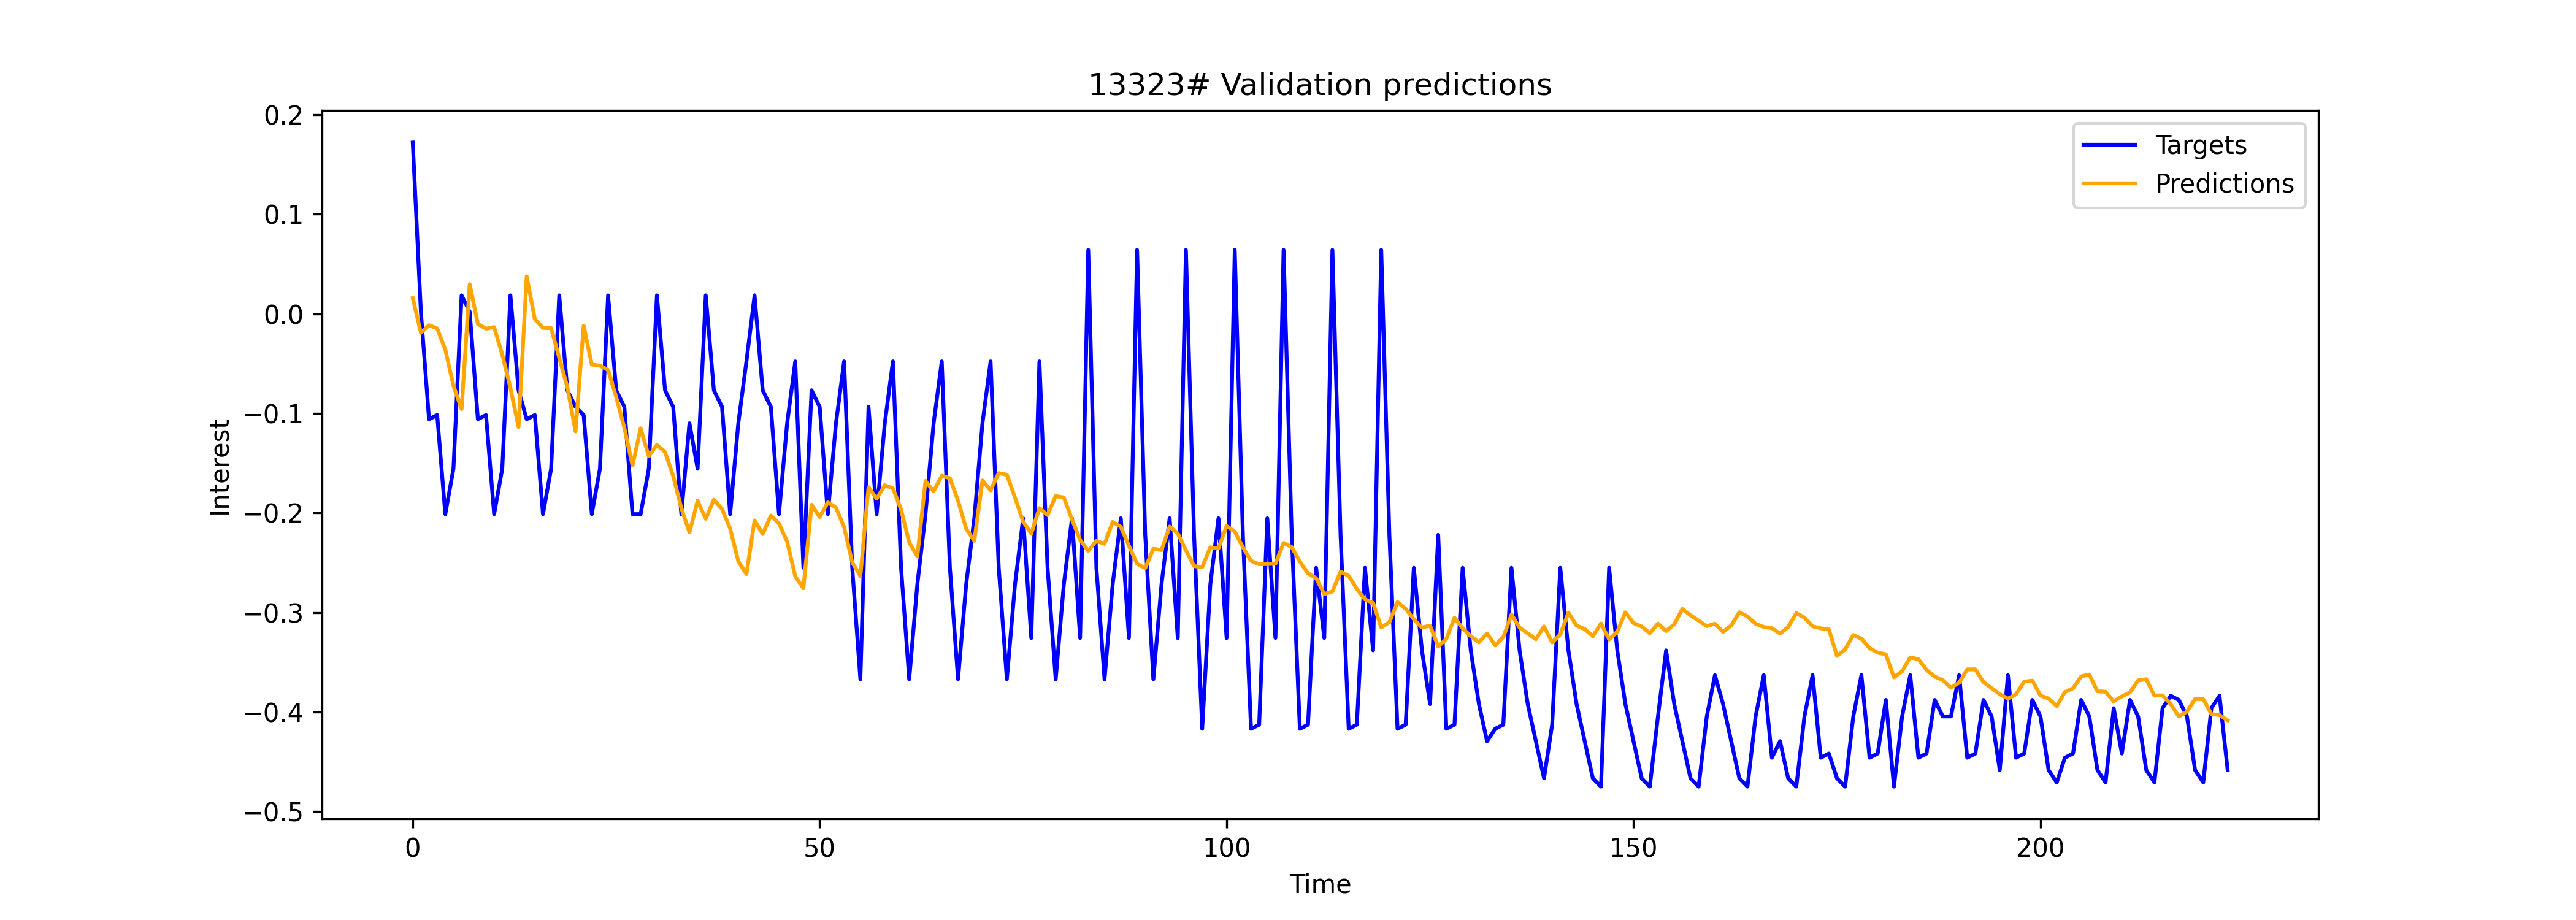 13323# Validation predictions
Targets
Predictions
Interest
0.2
0.1
0.0
−0.1
−0.2
−0.3
−0.4
−0.5
0
50
100
150
200
Time